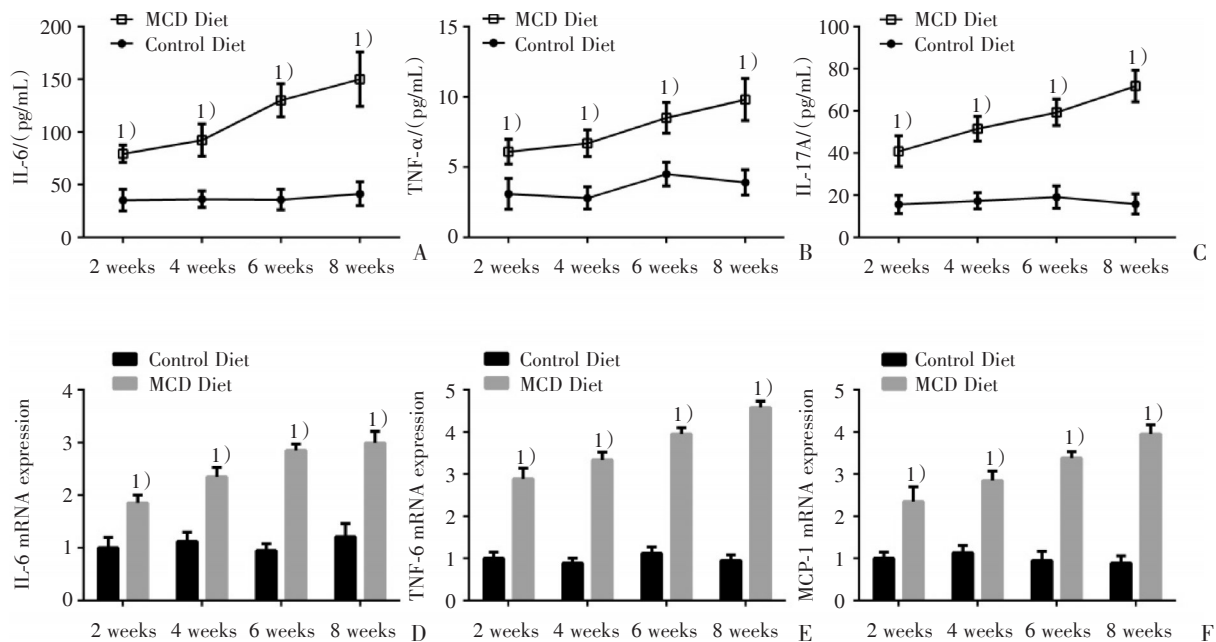 MCD Diet
Control Diet
IL-6/(pg/mL)
200
150
100
50
0
1)
1)
1)
1)
2 weeks 4 weeks 6 weeks 8 weeks
A
MCD Diet
Control Diet
TNF-α/(pg/mL)
15
10
5
0
1)
1)
1)
1)
2 weeks 4 weeks 6 weeks 8 weeks
B
MCD Diet
Control Diet
IL-17A/(pg/mL)
100
80
60
40
20
0
1)
1)
1)
1)
2 weeks 4 weeks 6 weeks 8 weeks
C
Control Diet
MCD Diet
IL-6 mRNA expression
4
3
2
1
0
1)
1)
1)
1)
2 weeks 4 weeks 6 weeks 8 weeks
D
Control Diet
MCD Diet
TNF-6 mRNA expression
5
4
3
2
1
0
1)
1)
1)
1)
2 weeks 4 weeks 6 weeks 8 weeks
E
Control Diet
MCD Diet
MCP-1 mRNA expression
5
4
3
2
1
0
1)
1)
1)
1)
2 weeks 4 weeks 6 weeks 8 weeks
F